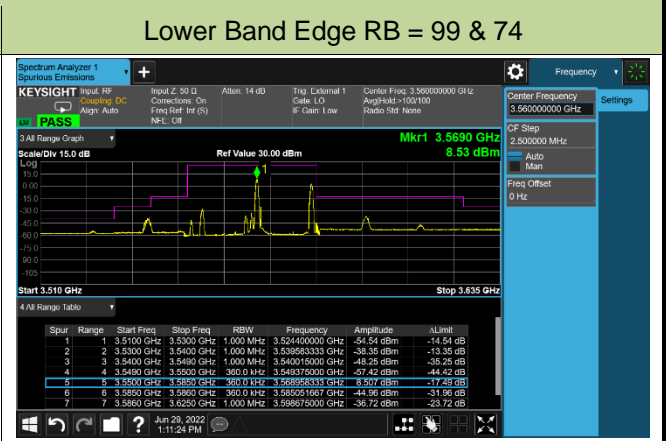 Lower Band Edge RB = 99 & 74
Spectrum Analyzer 1
Spurious Emissions
Frequency
KEYSIGHT Input: RF Input Z: 50 Ω Atten: 14 dB Trig: External 1 Center Freq: 3.560000000 GHz
Coupling: DC Corrections: On Gate: LO Avg|Hold:>100/100
Align: Auto Freq Ref: Int (S) IF Gain: Low Radio Std: None
NFE: Off
PASS
3 All Range Graph
Mkr1 3.5690 GHz
Scale/Div 15.0 dB Ref Value 30.00 dBm 8.53 dBm
Log
1
15.0
0.00
-15.0
-30.0
-45.0
-60.0
-75.0
-90.0
-105
Start 3.510 GHz Stop 3.635 GHz
4 All Range Table
Spur Range Start Freq Stop Freq RBW Frequency Amplitude ΔLimit
1 1 3.5100 GHz 3.5300 GHz 1.000 MHz 3.524400000 GHz -54.54 dBm -14.54 dB
2 2 3.5300 GHz 3.5400 GHz 1.000 MHz 3.539583333 GHz -38.35 dBm -13.35 dB
3 3 3.5400 GHz 3.5490 GHz 1.000 MHz 3.540015000 GHz -48.25 dBm -35.25 dB
4 4 3.5490 GHz 3.5500 GHz 360.0 kHz 3.549375000 GHz -57.42 dBm -44.42 dB
5 5 3.5500 GHz 3.5850 GHz 360.0 kHz 3.568958333 GHz 8.507 dBm -17.49 dB
6 6 3.5850 GHz 3.5860 GHz 360.0 kHz 3.585051667 GHz -44.96 dBm -31.96 dB
7 7 3.5860 GHz 3.6250 GHz 1.000 MHz 3.598675000 GHz -36.72 dBm -23.72 dB
Center Frequency
3.560000000 GHz
Settings
CF Step
2.500000 MHz
Auto
Man
Freq Offset
0 Hz
Jun 29, 2022
1:11:24 PM